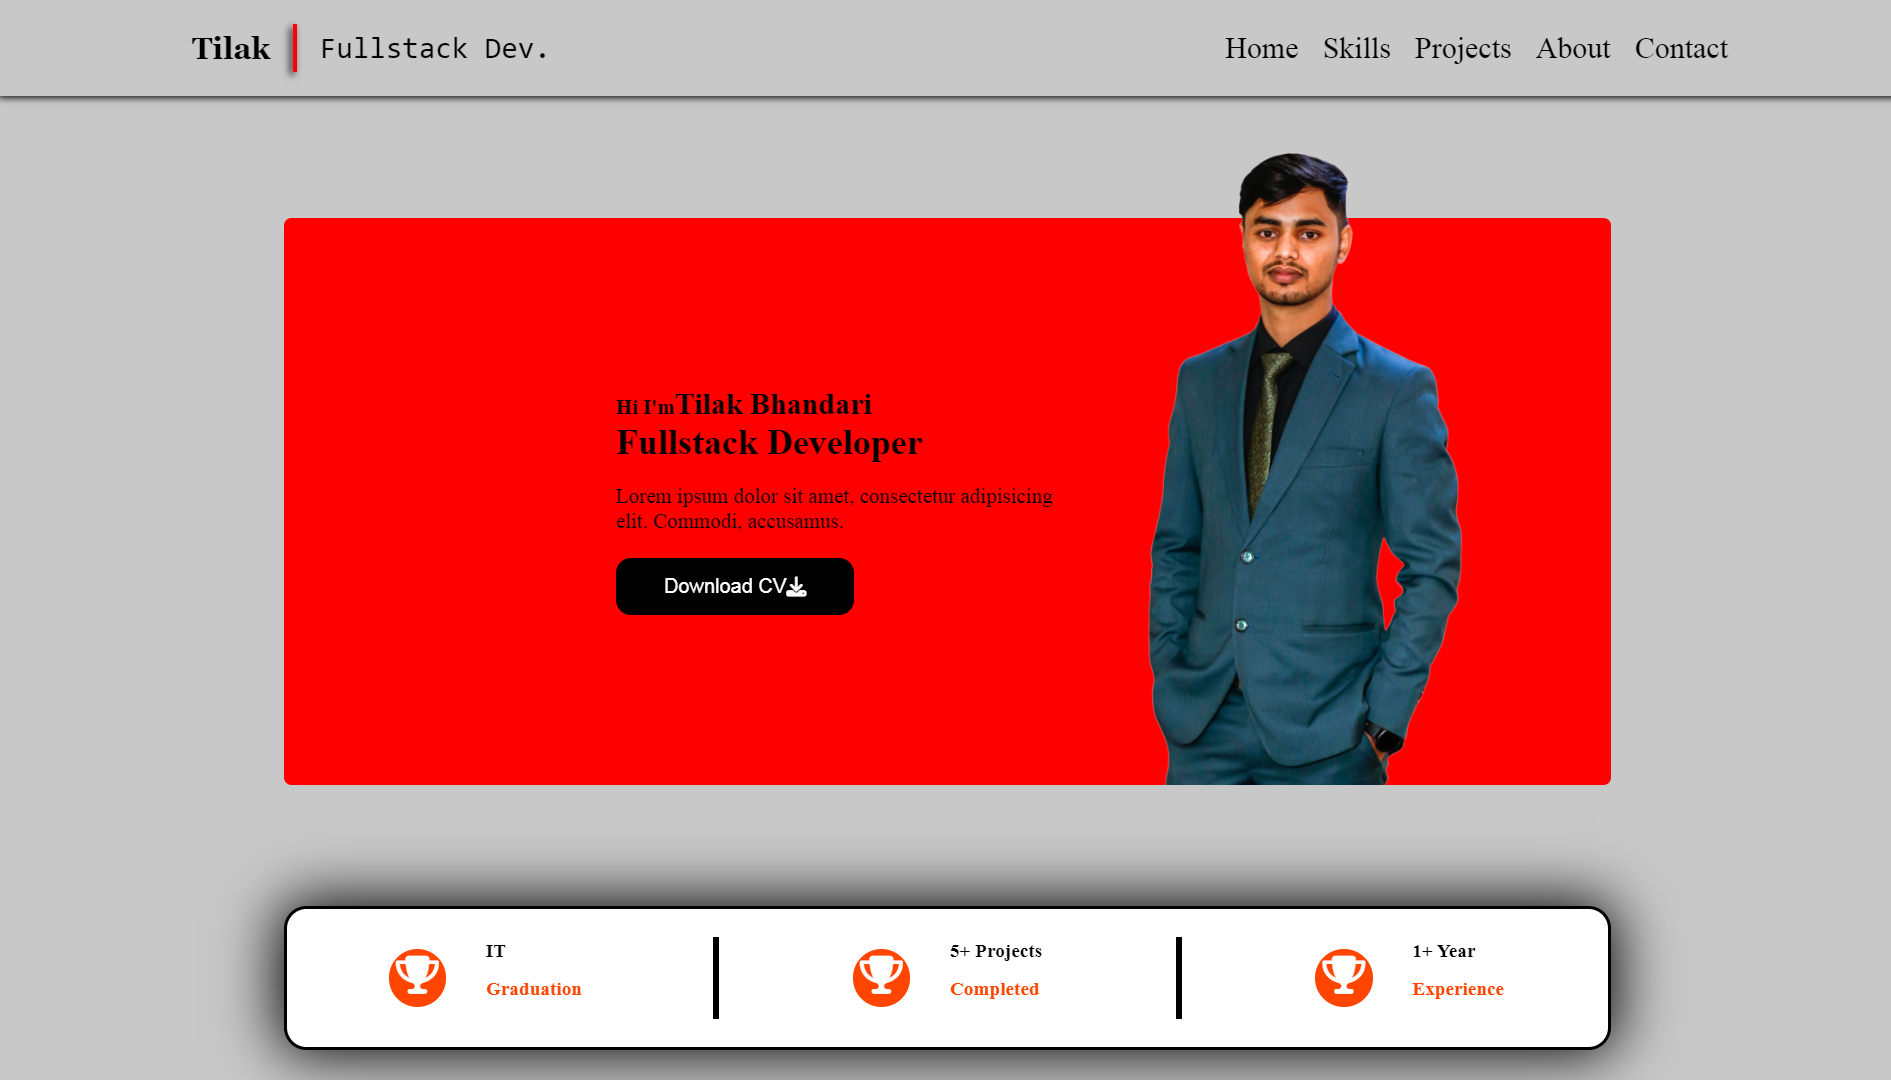 Tilak
Fullstack Dev.
Home Skills Projects About Contact
Hi I'mTilak Bhandari
Fullstack Developer
Lorem ipsum dolor sit amet, consectetur adipisicing
elit. Commodi, accusamus.
Download CV
IT
Graduation
5+ Projects
Completed
1+ Year
Experience